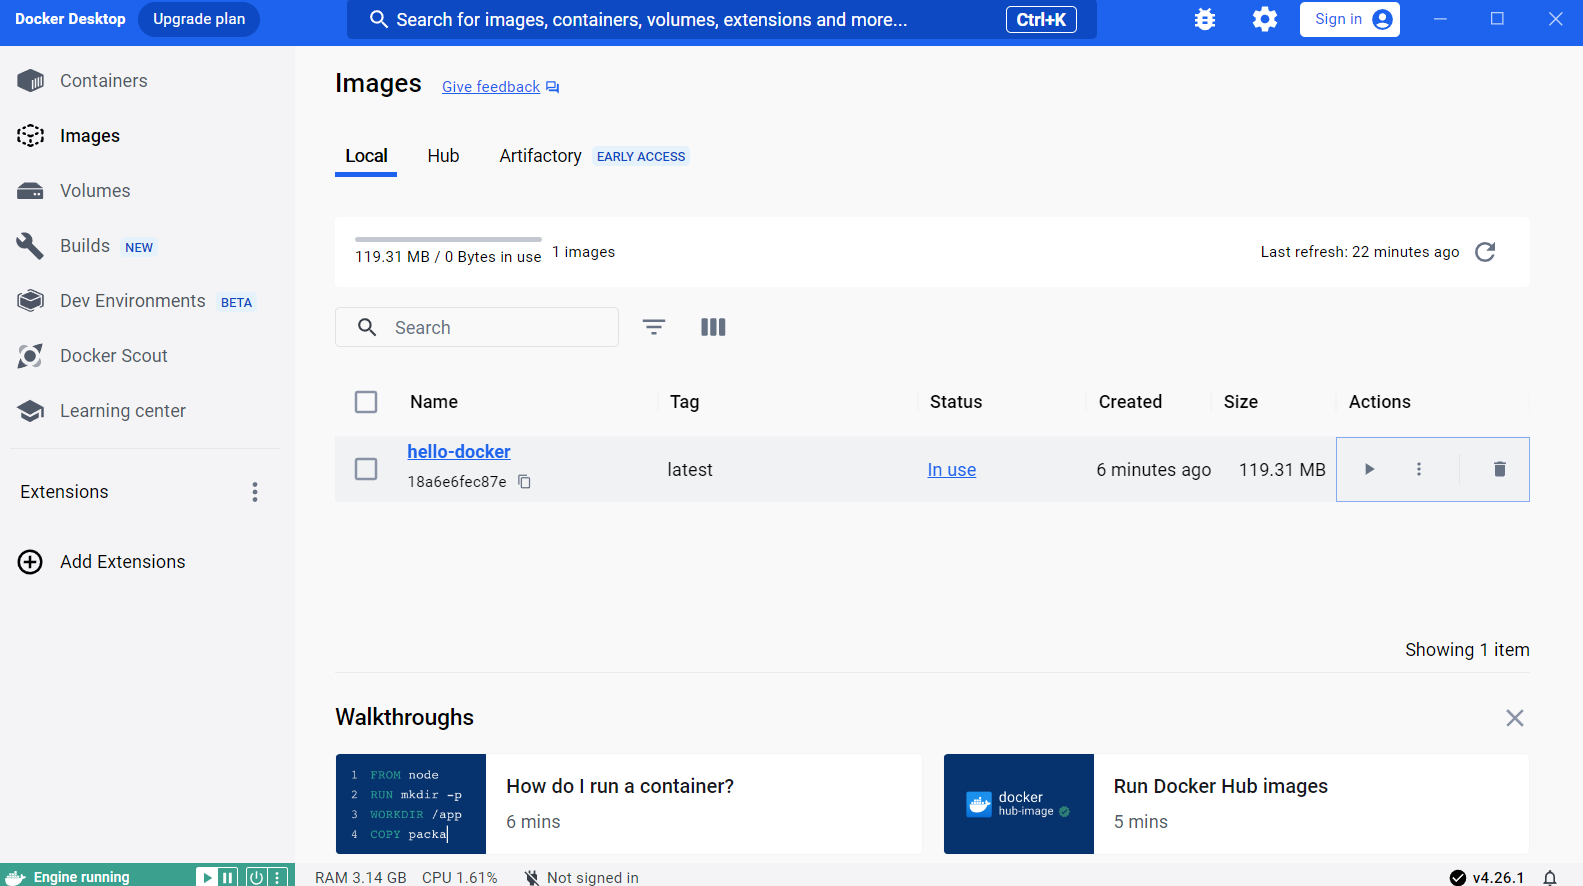 Docker Desktop Upgrade plan Search for images, containers, volumes, extensions and more... Ctrl+K Sign in
Containers
Images
Volumes
Builds NEW
Dev Environments BETA
Docker Scout
Learning center
Extensions
Add Extensions
Images Give feedback
Local Hub Artifactory EARLY ACCESS
119.31 MB / 0 Bytes in use 1 images Last refresh: 22 minutes ago
Search
Name Tag Status Created Size Actions
hello-docker
18a6e6fec87e
latest In use 6 minutes ago 119.31 MB
Showing 1 item
Walkthroughs
1 FROM node
2 RUN mkdir -p
3 WORKDIR /app
4 COPY packa
How do I run a container?
6 mins
docker
hub-image
Run Docker Hub images
5 mins
Engine running RAM 3.14 GB CPU 1.61% Not signed in v4.26.1